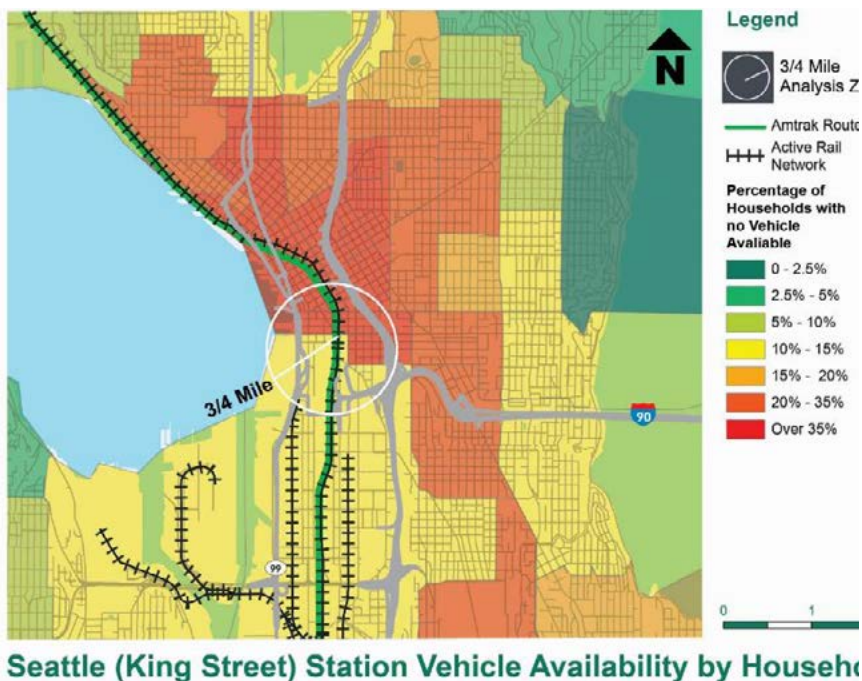 Legend
N
3/4 Mile
Analysis Z
Amtrak Route
Active Rail
Network
Percentage of
Households with
no Vehicle
Avaliable
0 - 2.5%
2.5% - 5%
5% - 10%
10% - 15%
15% - 20%
20% - 35%
Over 35%
3/4 Mile
90
99
0 1
Seattle (King Street) Station Vehicle Availability by Househo